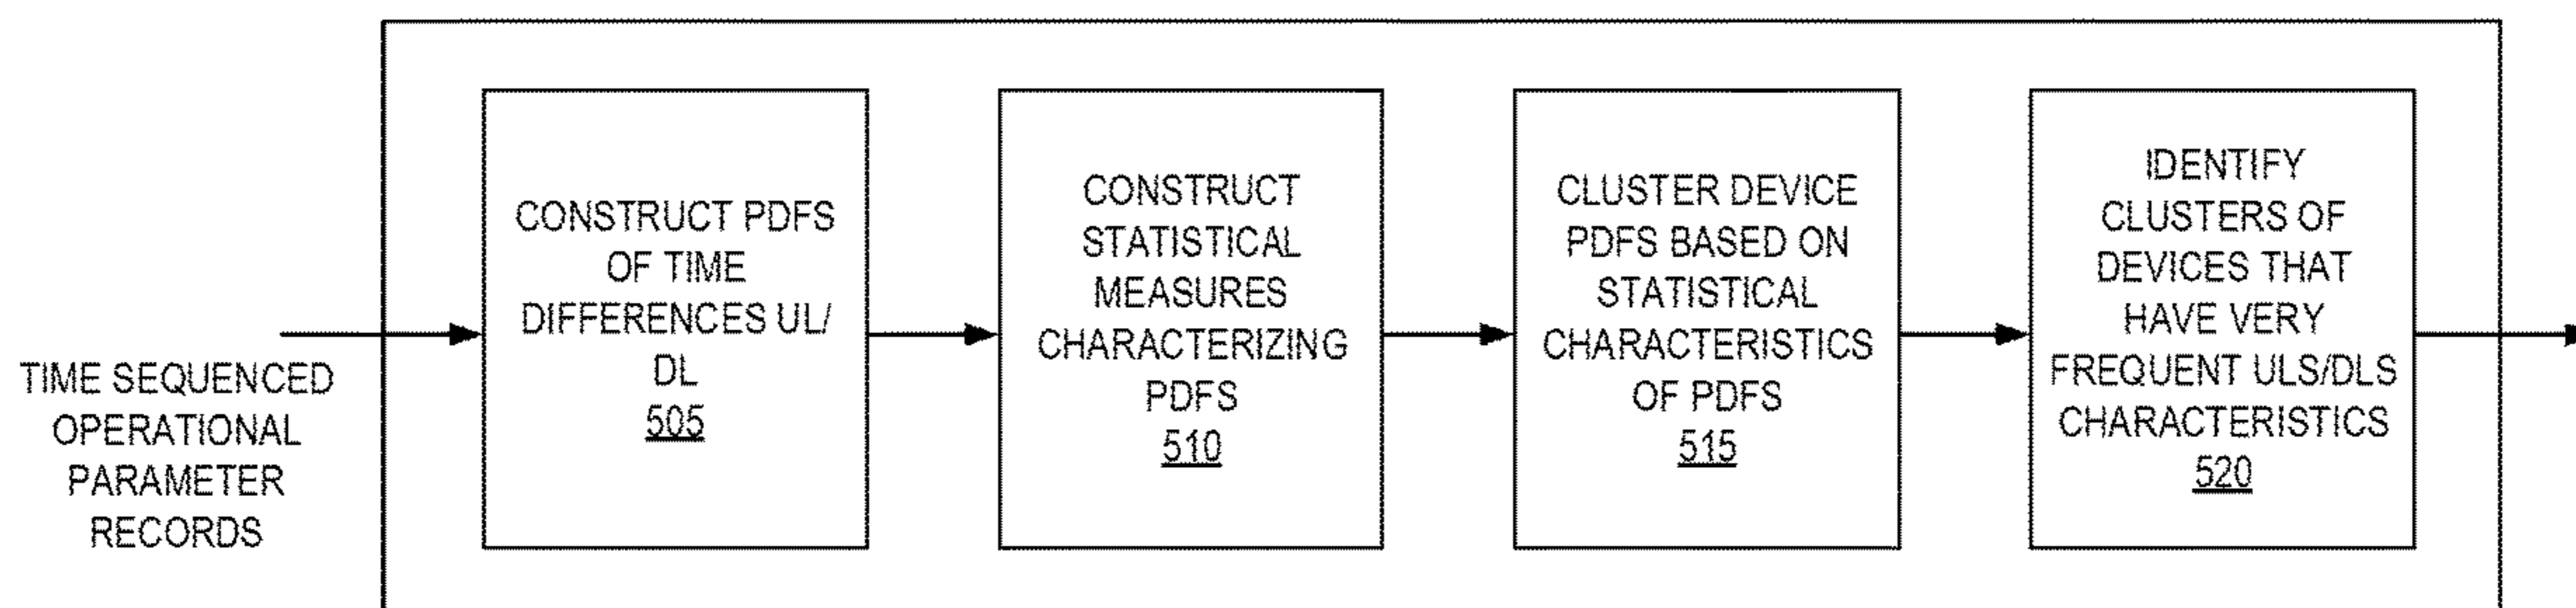 TIME SEQUENCED
OPERATIONAL
PARAMETER
RECORDS
CONSTRUCT PDFS
OF TIME
DIFFERENCES UL/
DL
505
CONSTRUCT
STATISTICAL
MEASURES
CHARACTERIZING
PDFS
510
CLUSTER DEVICE
PDFS BASED ON
STATISTICAL
CHARACTERISTICS
OF PDFS
515
IDENTIFY
CLUSTERS OF
DEVICES THAT
HAVE VERY
FREQUENT ULS/DLS
CHARACTERISTICS
520